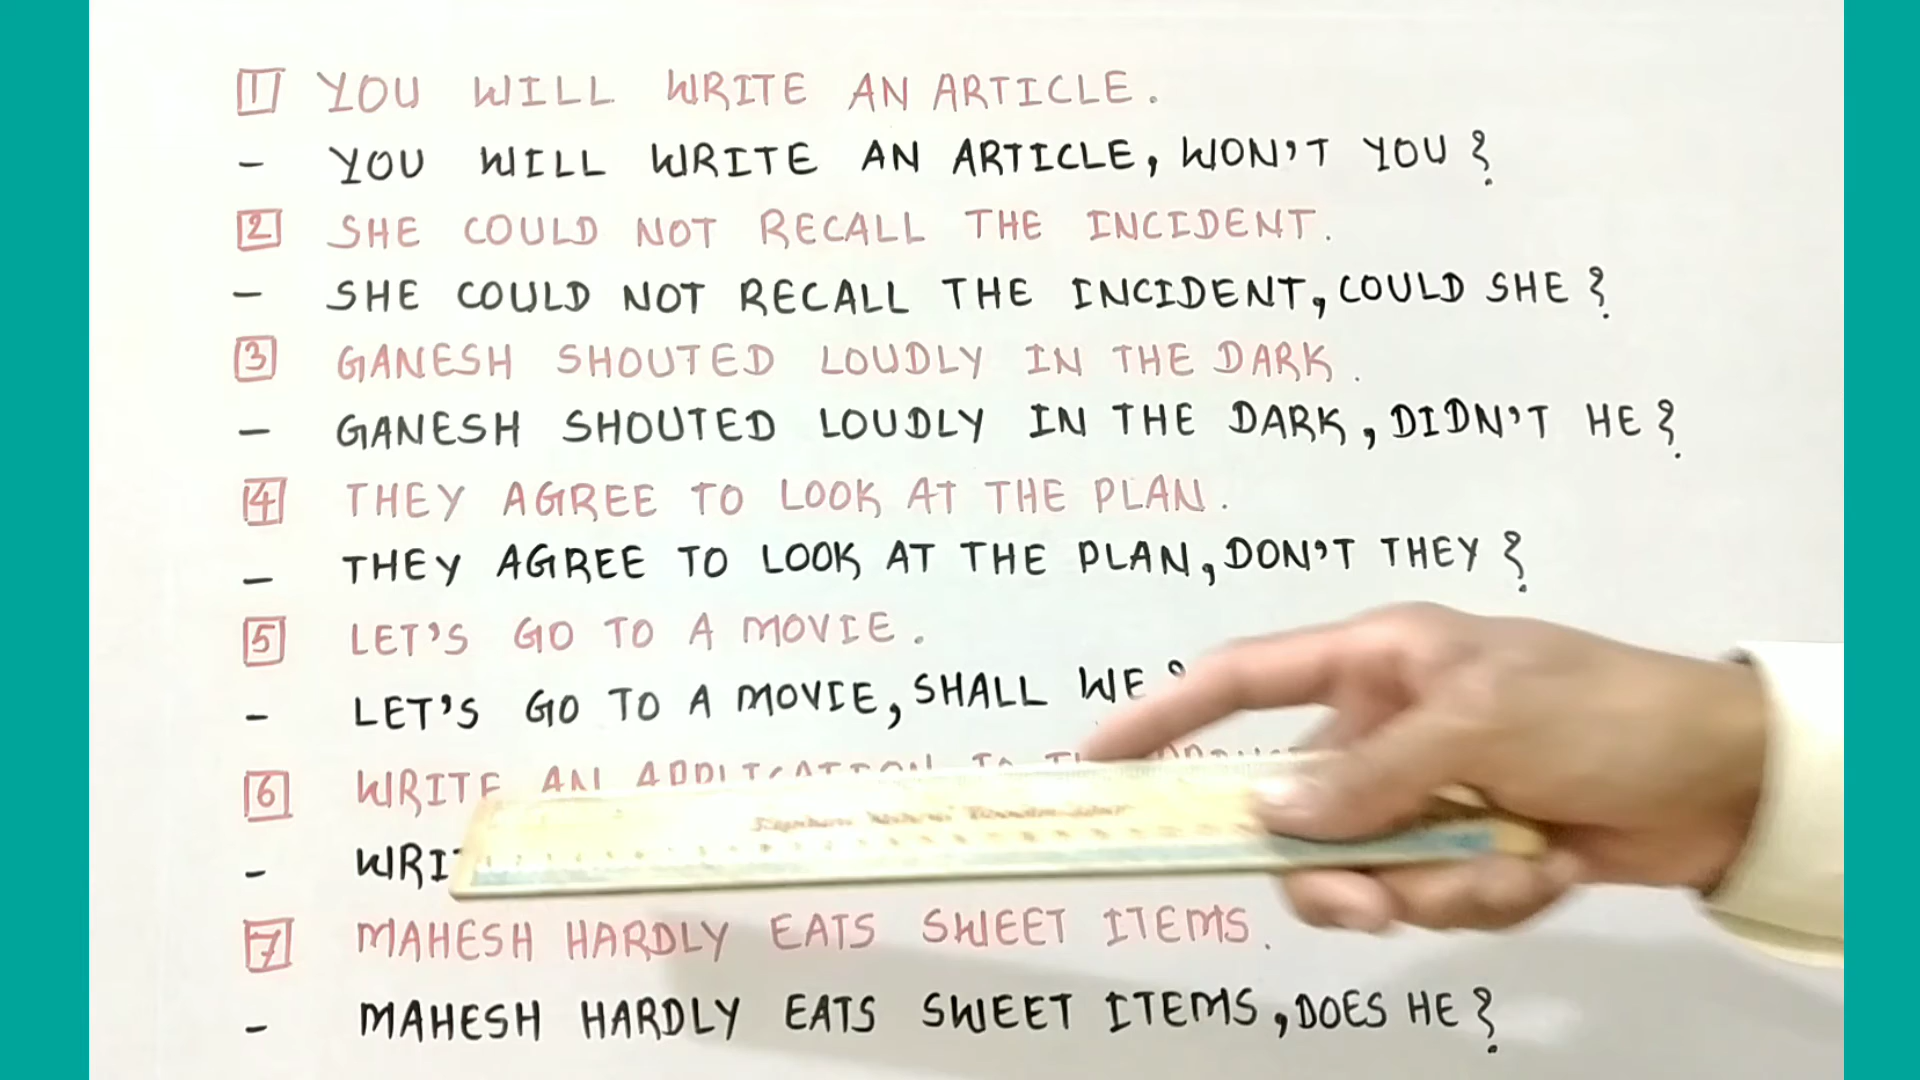 1 YOU WILL WRITE AN ARTICLE.
- YOU WILL WRITE AN ARTICLE, WON'T YOU?
2 SHE COULD NOT RECALL THE INCIDENT.
- SHE COULD NOT RECALL THE INCIDENT, COULD SHE?
3 GANESH SHOUTED LOUDLY IN THE DARK.
- GANESH SHOUTED LOUDLY IN THE DARK, DIDN'T HE?
4 THEY AGREE TO LOOK AT THE PLAN.
- THEY AGREE TO LOOK AT THE PLAN, DON'T THEY?
5 LET'S GO TO A MOVIE.
- LET'S GO TO A MOVIE, SHALL WE?
6 WRITE AN APPLICATION TO
-
7 MAHESH HARDLY EATS SWEET ITEMS.
- MAHESH HARDLY EATS SWEET ITEMS, DOES HE?